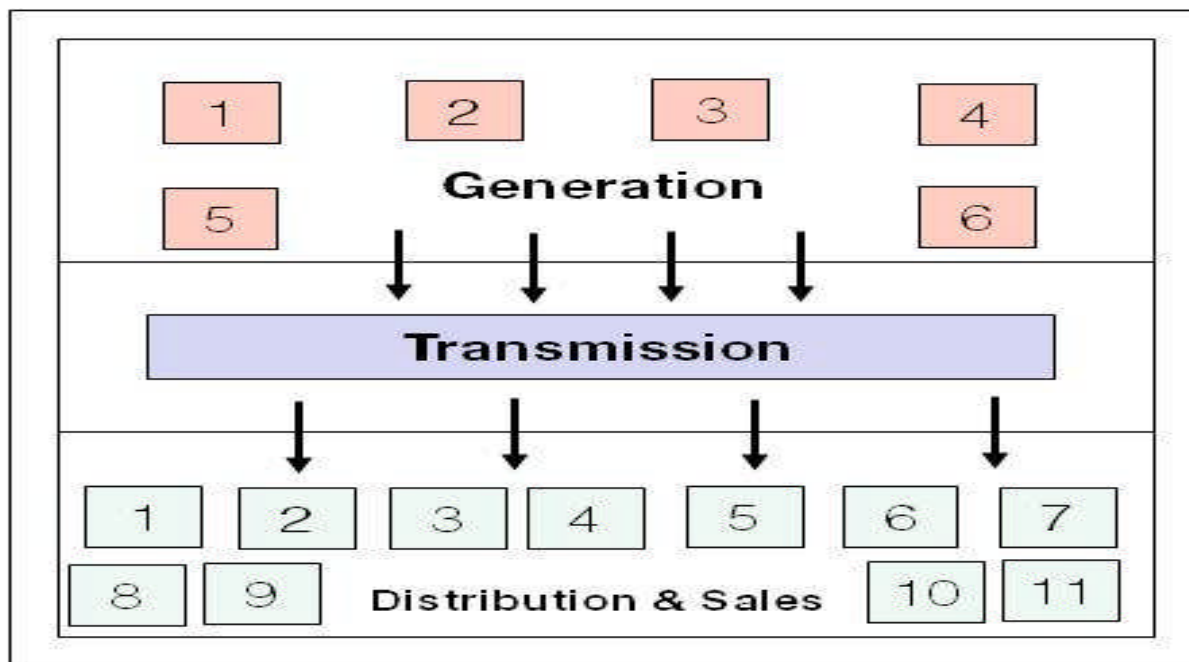 1 2 3 4
Generation
5 6
Transmission
1 2 3 4 5 6 7
8 9 Distribution & Sales 10 11